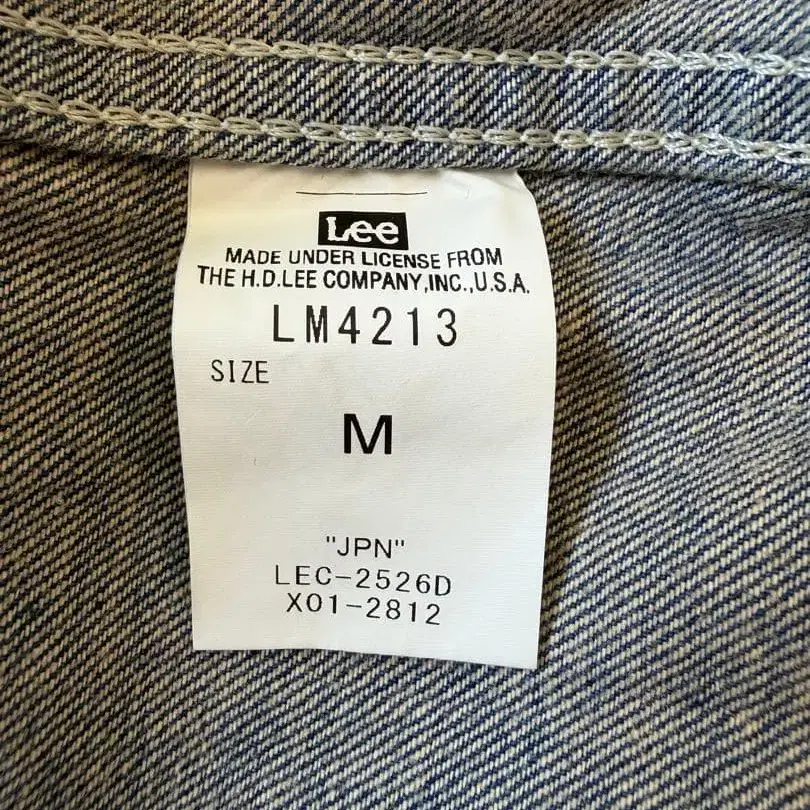 Lee
MADE UNDER LICENSE FROM
THE H.D.LEE COMPANY,INC.,U.S.A.
LM4213
SIZE
M
"JPN"
LEC-2526D
X01-2812